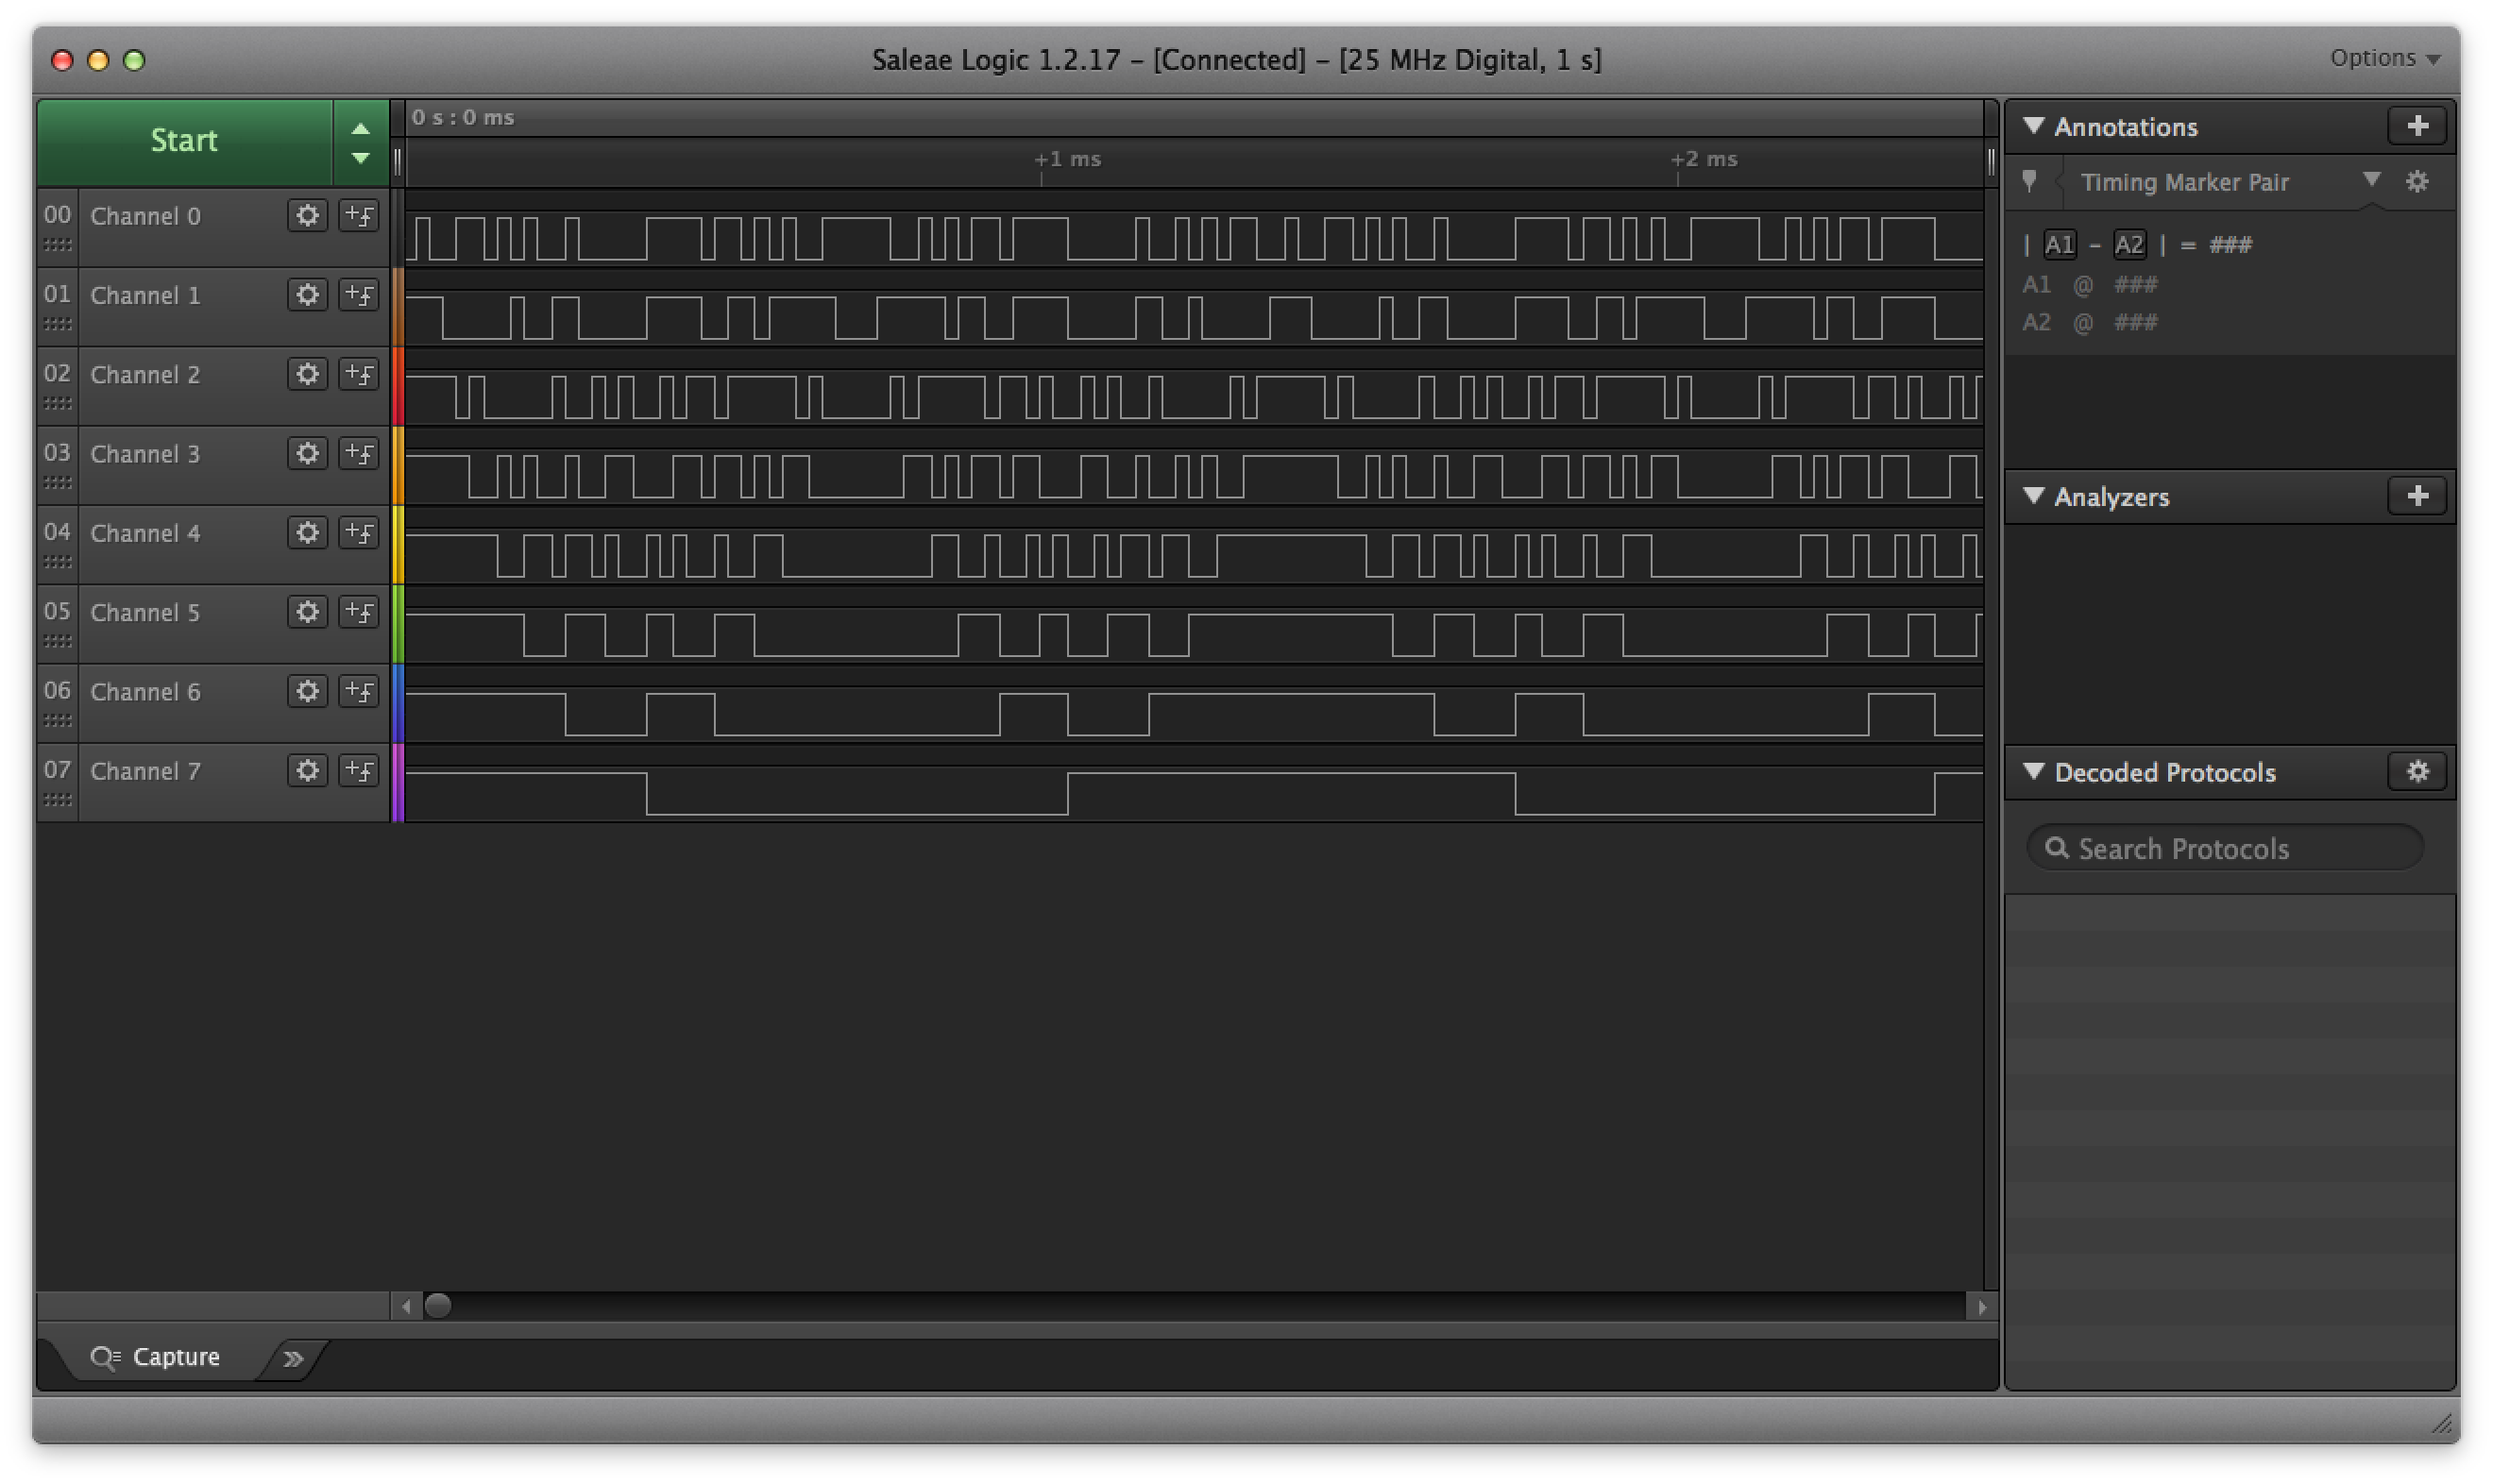 Saleae Logic 1.2.17 – [Connected] – [25 MHz Digital, 1 s]
Options
Start
0 s : 0 ms
+1 ms
+2 ms
00 Channel 0
01 Channel 1
02 Channel 2
03 Channel 3
04 Channel 4
05 Channel 5
06 Channel 6
07 Channel 7
Annotations
Timing Marker Pair
| A1 – A2 | = ###
A1 @ ###
A2 @ ###
Analyzers
Decoded Protocols
Search Protocols
Capture